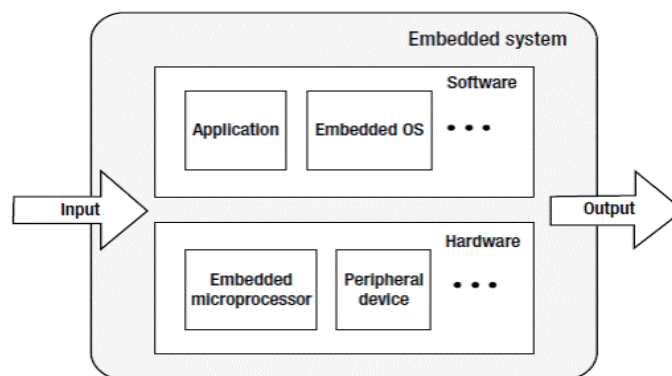 Embedded system
Software
Application
Embedded OS
• • •
Input
Output
Hardware
Embedded
microprocessor
Peripheral
device
• • •